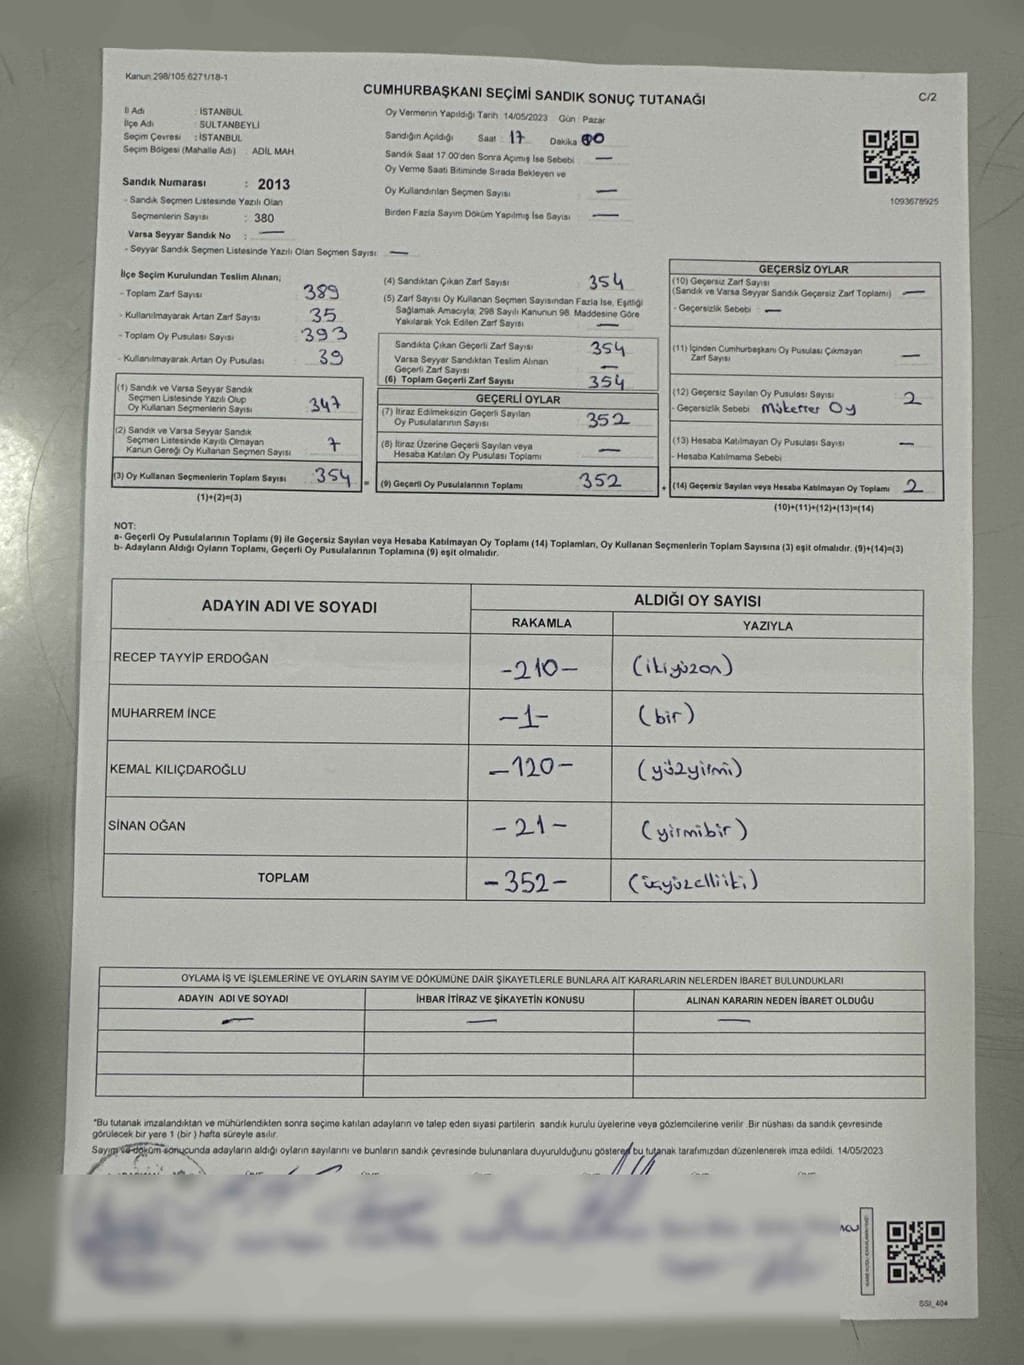 Kanun 298/105 6271/18-1
CUMHURBAŞKANI SEÇİMİ SANDIK SONUÇ TUTANAĞI
C/2
İl Adı : İSTANBUL
İlçe Adı : SULTANBEYLİ
Seçim Çevresi : İSTANBUL
Seçim Bölgesi (Mahalle Adı) : ADİL MAH
Oy Vermenin Yapıldığı Tarih 14/05/2023 Gün : Pazar
Sandığın Açıldığı Saat : 17 Dakika 00
Sandık Saat 17.00'den Sonra Açımış İse Sebebi —
Oy Verme Saati Bitiminde Sırada Bekleyen ve
Oy Kullandırılan Seçmen Sayısı —
Birden Fazla Sayım Döküm Yapılmış İse Sayısı —
1093678925
Sandık Numarası : 2013
- Sandık Seçmen Listesinde Yazılı Olan
Seçmenlerin Sayısı : 380
Varsa Seyyar Sandık No : —
- Seyyar Sandık Seçmen Listesinde Yazılı Olan Seçmen Sayısı —
İlçe Seçim Kurulundan Teslim Alınan;
- Toplam Zarf Sayısı 389
- Kullanılmayarak Artan Zarf Sayısı 35
- Toplam Oy Pusulası Sayısı 393
- Kullanılmayarak Artan Oy Pusulası 39
(1) Sandık ve Varsa Seyyar Sandık
Seçmen Listesinde Yazılı Olup
Oy Kullanan Seçmenlerin Sayısı 347
(2) Sandık ve Varsa Seyyar Sandık
Seçmen Listesinde Kayıtlı Olmayan
Kanun Gereği Oy Kullanan Seçmen Sayısı 7
(3) Oy Kullanan Seçmenlerin Toplam Sayısı 354 =
(1)+(2)=(3)
(4) Sandıktan Çıkan Zarf Sayısı 354
(5) Zarf Sayısı Oy Kullanan Seçmen Sayısından Fazla İse, Eşitliği
Sağlamak Amacıyla, 298 Sayılı Kanunun 98. Maddesine Göre
Yakılarak Yok Edilen Zarf Sayısı —
Sandıkta Çıkan Geçerli Zarf Sayısı 354
Varsa Seyyar Sandıktan Teslim Alınan
Geçerli Zarf Sayısı —
(6) Toplam Geçerli Zarf Sayısı 354
GEÇERLİ OYLAR
(7) İtiraz Edilmeksizin Geçerli Sayılan
Oy Pusulalarının Sayısı 352
(8) İtiraz Üzerine Geçerli Sayılan veya
Hesaba Katılan Oy Pusulası Toplamı —
(9) Geçerli Oy Pusulalarının Toplamı 352 +
GEÇERSİZ OYLAR
(10) Geçersiz Zarf Sayısı
(Sandık ve Varsa Seyyar Sandık Geçersiz Zarf Toplamı) —
- Geçersizlik Sebebi : —
(11) İçinden Cumhurbaşkanı Oy Pusulası Çıkmayan
Zarf Sayısı —
(12) Geçersiz Sayılan Oy Pusulası Sayısı 2
- Geçersizlik Sebebi Mükerrer Oy
(13) Hesaba Katılmayan Oy Pusulası Sayısı —
- Hesaba Katılmama Sebebi
(14) Geçersiz Sayılan veya Hesaba Katılmayan Oy Toplamı 2
(10)+(11)+(12)+(13)=(14)
NOT:
a- Geçerli Oy Pusulalarının Toplamı (9) ile Geçersiz Sayılan veya Hesaba Katılmayan Oy Toplamı (14) Toplamları, Oy Kullanan Seçmenlerin Toplam Sayısına (3) eşit olmalıdır. (9)+(14)=(3)
b- Adayların Aldığı Oyların Toplamı, Geçerli Oy Pusulalarının Toplamına (9) eşit olmalıdır.
ADAYIN ADI VE SOYADI ALDIĞI OY SAYISI
RAKAMLA YAZIYLA
RECEP TAYYİP ERDOĞAN -210- (ikiyüzon)
MUHARREM İNCE -1- (bir)
KEMAL KILIÇDAROĞLU -120- (yüzyirmi)
SİNAN OĞAN -21- (yirmibir)
TOPLAM -352- (üçyüzelliiki)
OYLAMA İŞ VE İŞLEMLERİNE VE OYLARIN SAYIM VE DÖKÜMÜNE DAİR ŞİKAYETLERLE BUNLARA AİT KARARLARIN NELERDEN İBARET BULUNDUKLARI
ADAYIN ADI VE SOYADI İHBAR İTİRAZ VE ŞİKAYETİN KONUSU ALINAN KARARIN NEDEN İBARET OLDUĞU
— — —
*Bu tutanak imzalandıktan ve mühürlendikten sonra seçime katılan adayların ve talep eden siyasi partilerin sandık kurulu üyelerine veya gözlemcilerine verilir. Bir nüshası da sandık çevresinde
görülecek bir yere 1 (bir) hafta süreyle asılır.
Sayım ve döküm sonucunda adayların aldığı oyların sayılarını ve bunların sandık çevresinde bulunanlara duyurulduğunu gösteren bu tutanak tarafımızdan düzenlenerek imza edildi. 14/05/2023